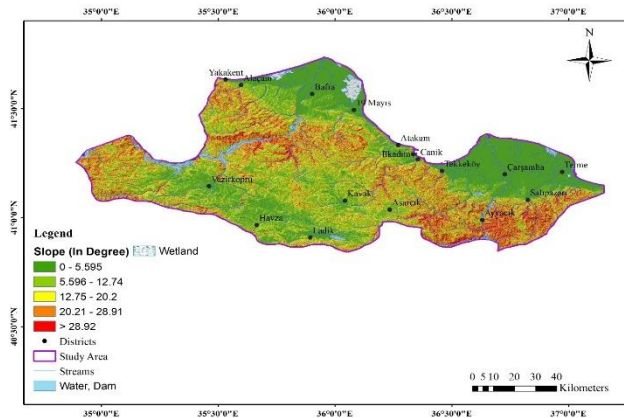 35°0'0"E 35°30'0"E 36°0'0"E 36°30'0"E 37°0'0"E
N
41°30'0"N
41°0'0"N
40°30'0"N
Yakakent
Alaçam
Bafra
19 Mayıs
Atakum
İlkadım
Canik
Tekkeköy
Çarşamba
Terme
Salıpazarı
Vezirköprü
Kavak
Asarcık
Ayvacık
Havza
Ladik
Legend
Slope (In Degree) Wetland
0 - 5.595
5.596 - 12.74
12.75 - 20.2
20.21 - 28.91
> 28.92
Districts
Study Area
Streams
Water, Dam
0 5 10 20 30 40
Kilometers
35°0'0"E 35°30'0"E 36°0'0"E 36°30'0"E 37°0'0"E